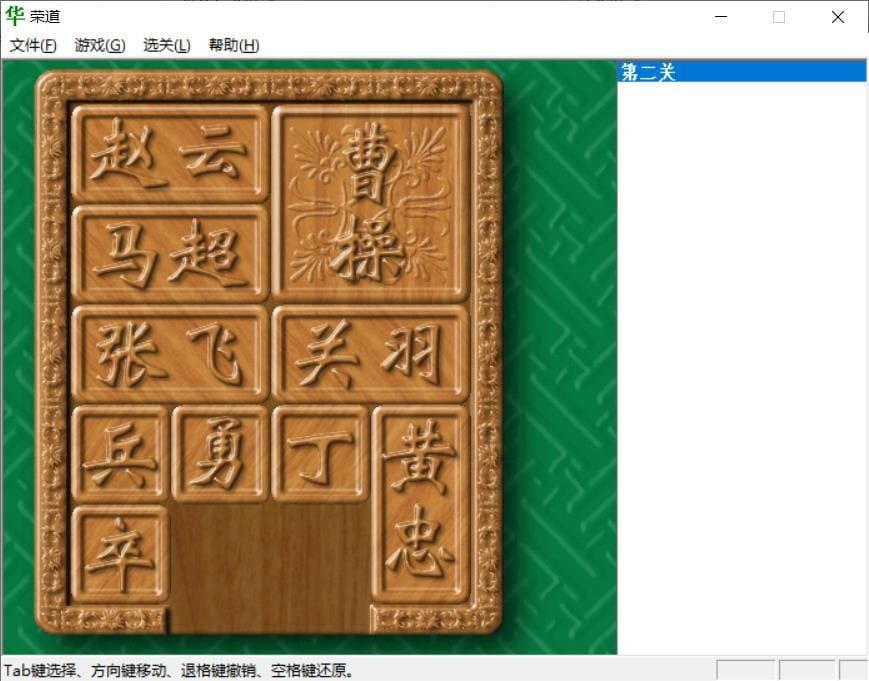 华 荣道
文件(F) 游戏(G) 选关(L) 帮助(H)
第二关
赵云
曹操
马超
张飞
关羽
兵
勇
丁
黄忠
卒
Tab键选择、方向键移动、退格键撤销、空格键还原。